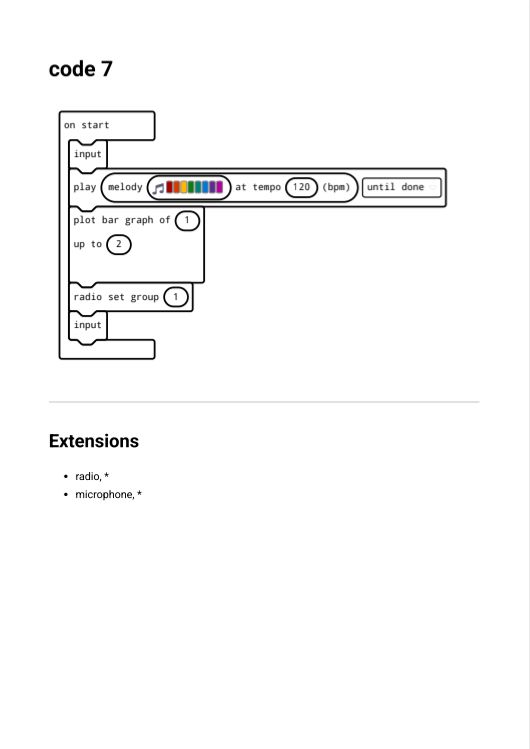 code 7
on start
input
play melody at tempo 120 (bpm) until done
plot bar graph of 1
up to 2
radio set group 1
input
Extensions
• radio, *
• microphone, *